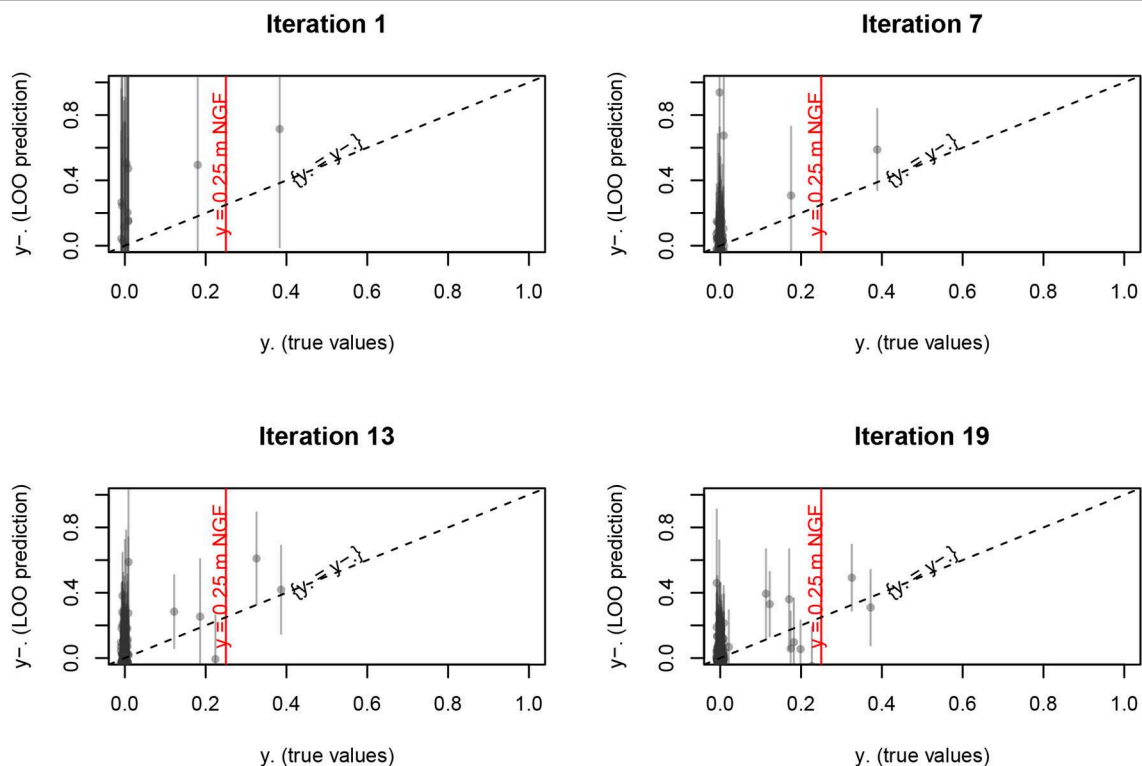 Iteration 1
y−. (LOO prediction)
0.8
0.4
0.0
y = 0.25 m NGF
{y. = y−.}
0.0 0.2 0.4 0.6 0.8 1.0
y. (true values)
Iteration 7
y−. (LOO prediction)
0.8
0.4
0.0
y = 0.25 m NGF
{y. = y−.}
0.0 0.2 0.4 0.6 0.8 1.0
y. (true values)
Iteration 13
y−. (LOO prediction)
0.8
0.4
0.0
y = 0.25 m NGF
{y. = y−.}
0.0 0.2 0.4 0.6 0.8 1.0
y. (true values)
Iteration 19
y−. (LOO prediction)
0.8
0.4
0.0
y = 0.25 m NGF
{y. = y−.}
0.0 0.2 0.4 0.6 0.8 1.0
y. (true values)